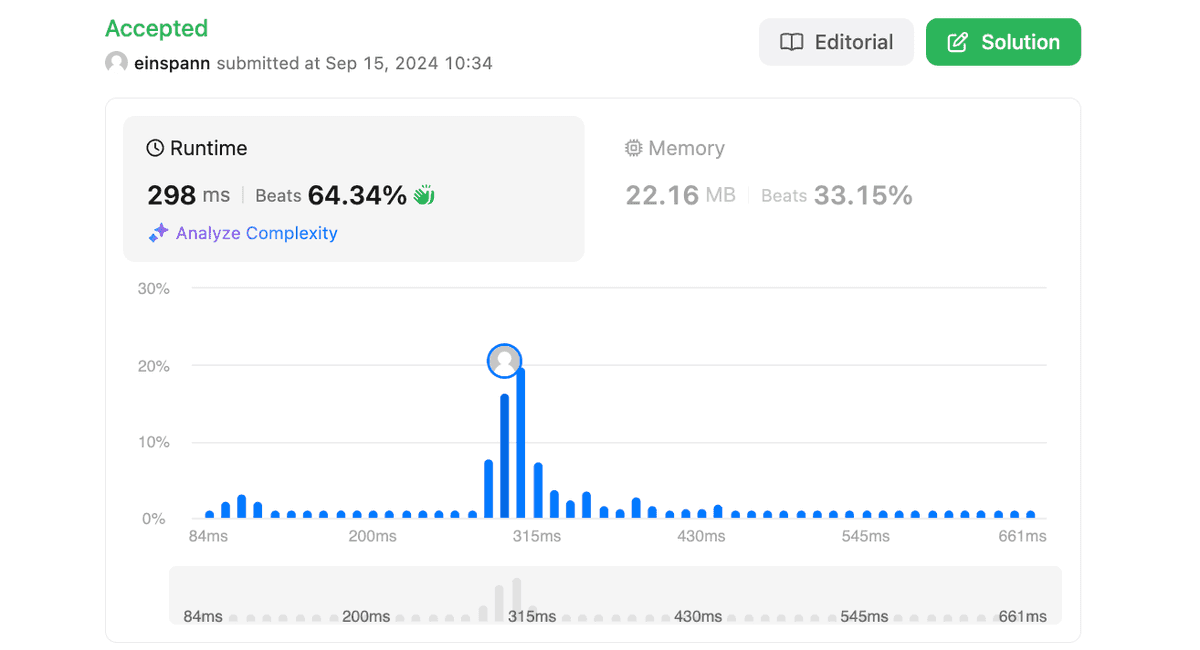 Accepted
Editorial
Solution
einspann submitted at Sep 15, 2024 10:34
Runtime
Memory
298 ms Beats 64.34%
22.16 MB Beats 33.15%
Analyze Complexity
30%
20%
10%
0%
84ms 200ms 315ms 430ms 545ms 661ms
84ms 200ms 315ms 430ms 545ms 661ms